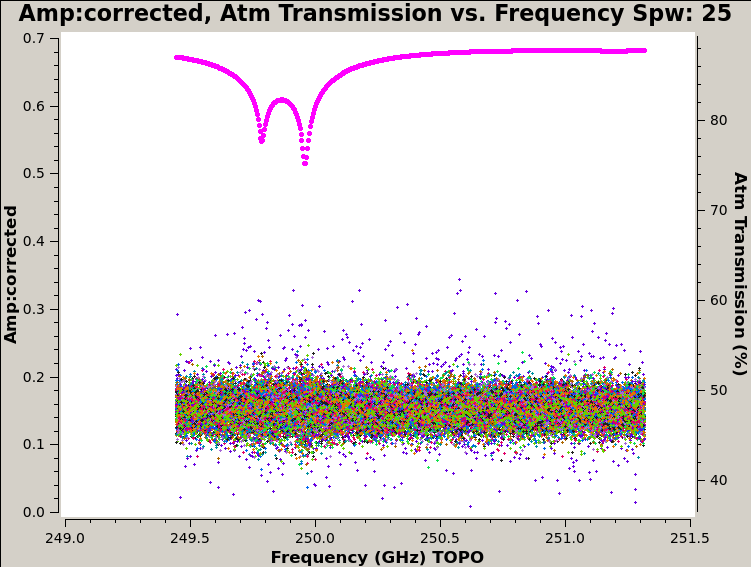 Amp:corrected, Atm Transmission vs. Frequency Spw: 25
0.7
0.6
0.5
0.4
0.3
0.2
0.1
0.0
Amp:corrected
80
70
60
50
40
Atm Transmission (%)
249.0 249.5 250.0 250.5 251.0 251.5
Frequency (GHz) TOPO